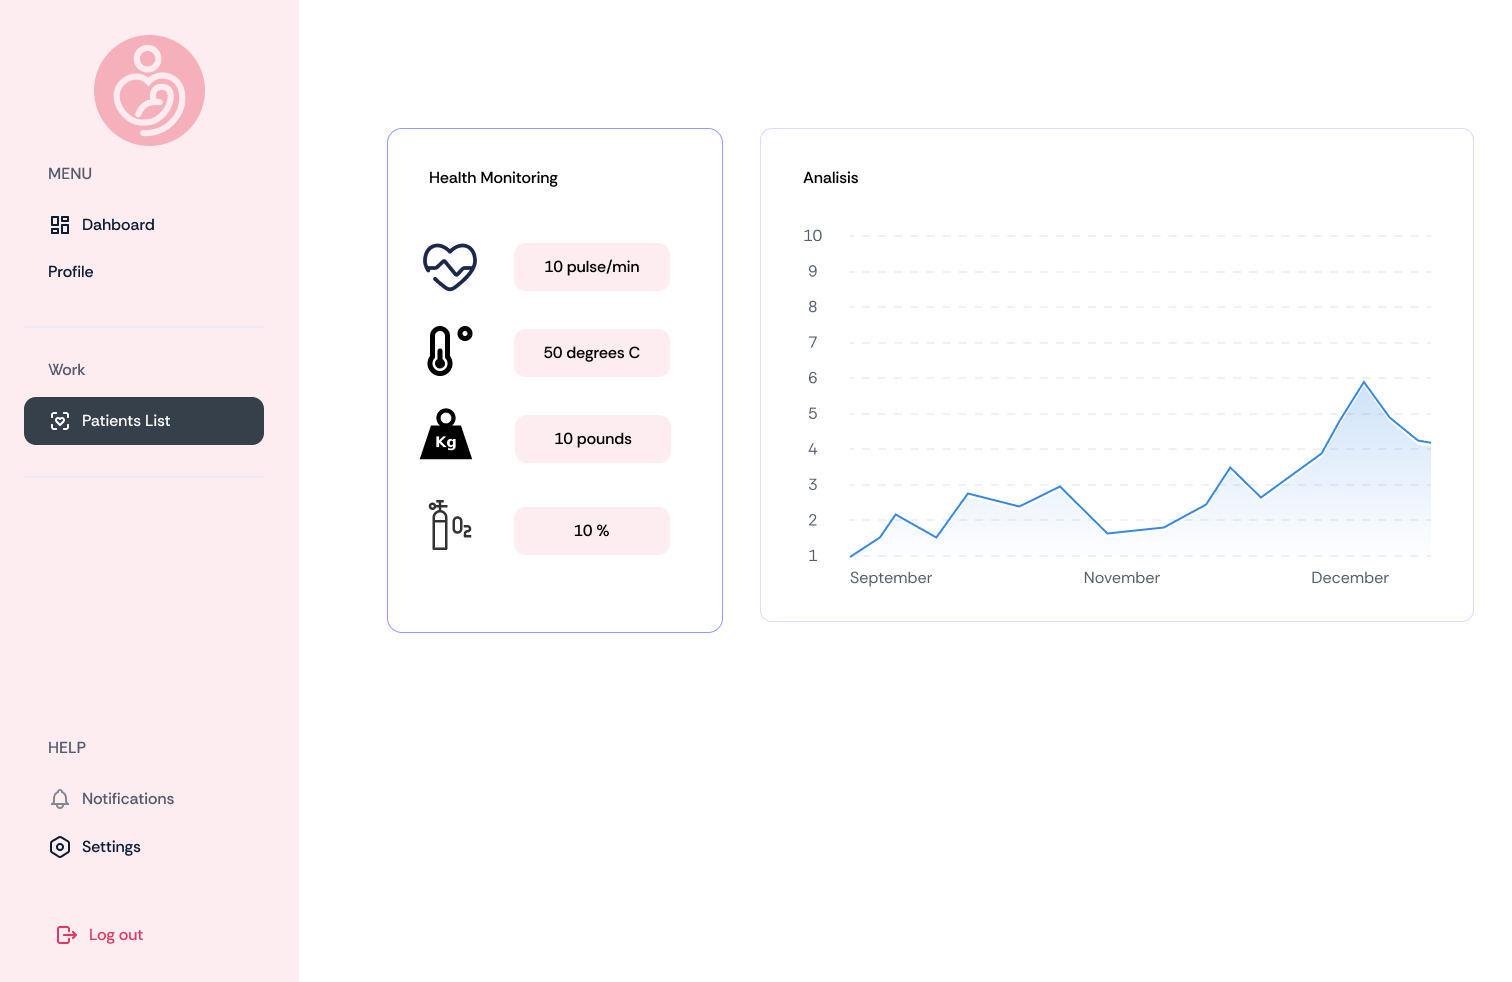 MENU
Dahboard
Profile
Work
Patients List
HELP
Notifications
Settings
Log out
Health Monitoring
10 pulse/min
50 degrees C
Kg
10 pounds
O2
10 %
Analisis
10
9
8
7
6
5
4
3
2
1
September November December